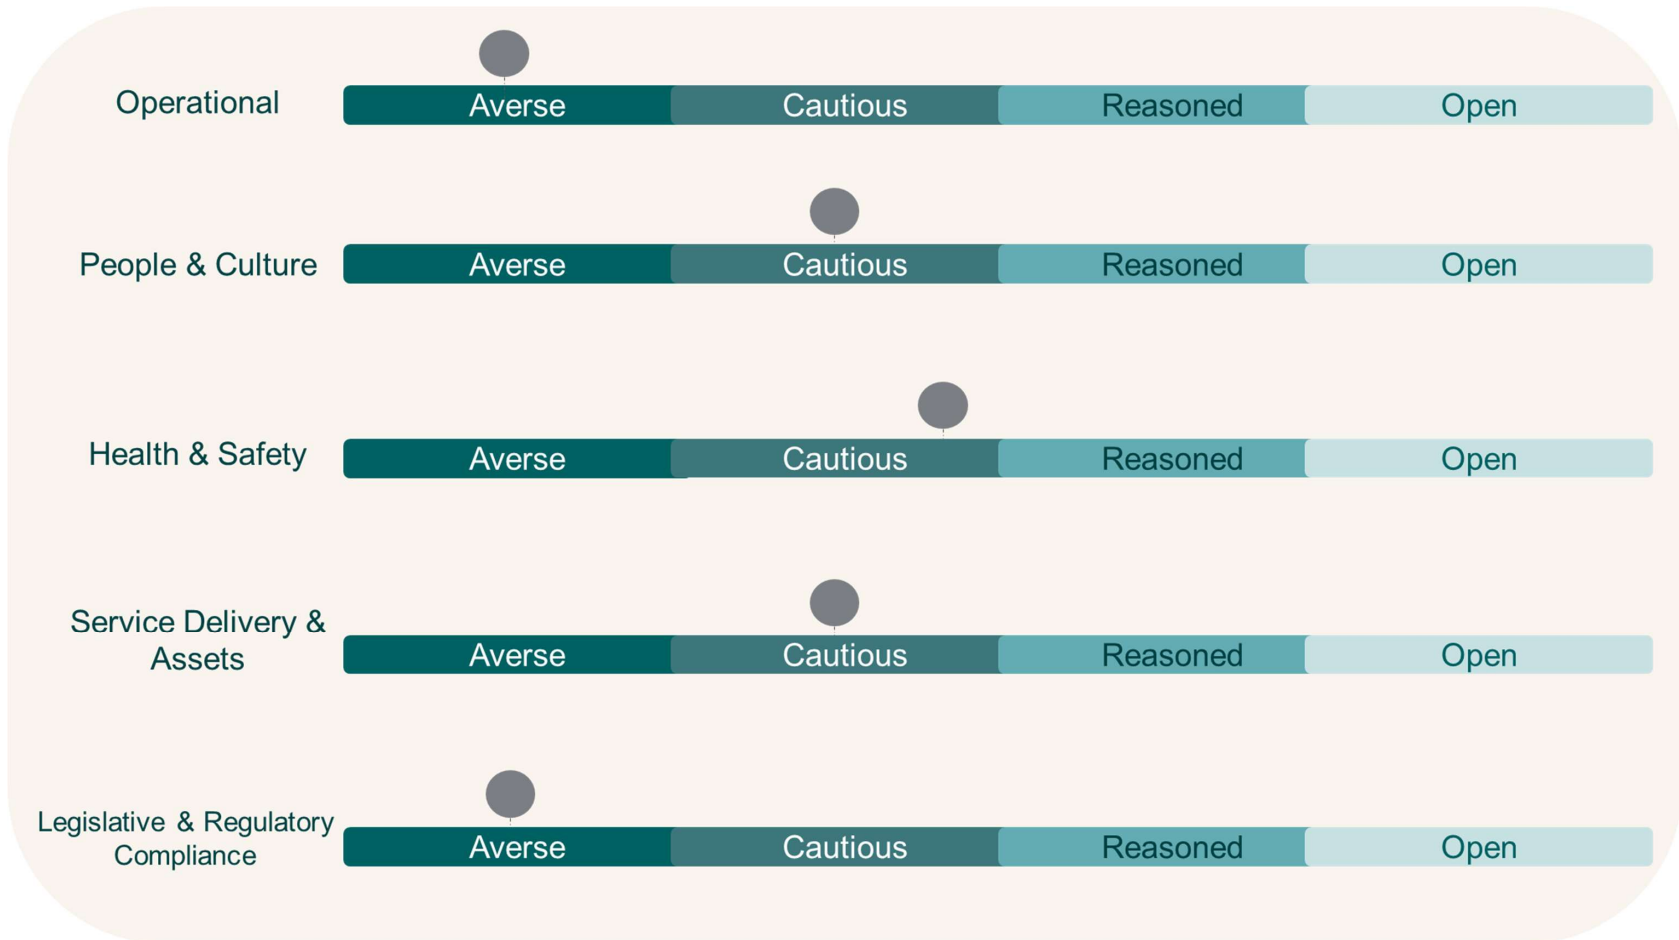 Operational
Averse Cautious Reasoned Open
People & Culture
Averse Cautious Reasoned Open
Health & Safety
Averse Cautious Reasoned Open
Service Delivery &
Assets
Averse Cautious Reasoned Open
Legislative & Regulatory
Compliance
Averse Cautious Reasoned Open